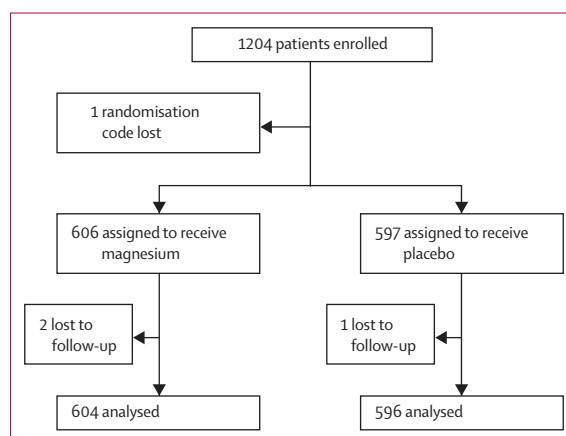 1204 patients enrolled
1 randomisation
code lost
606 assigned to receive
magnesium
597 assigned to receive
placebo
2 lost to
follow-up
1 lost to
follow-up
604 analysed
596 analysed